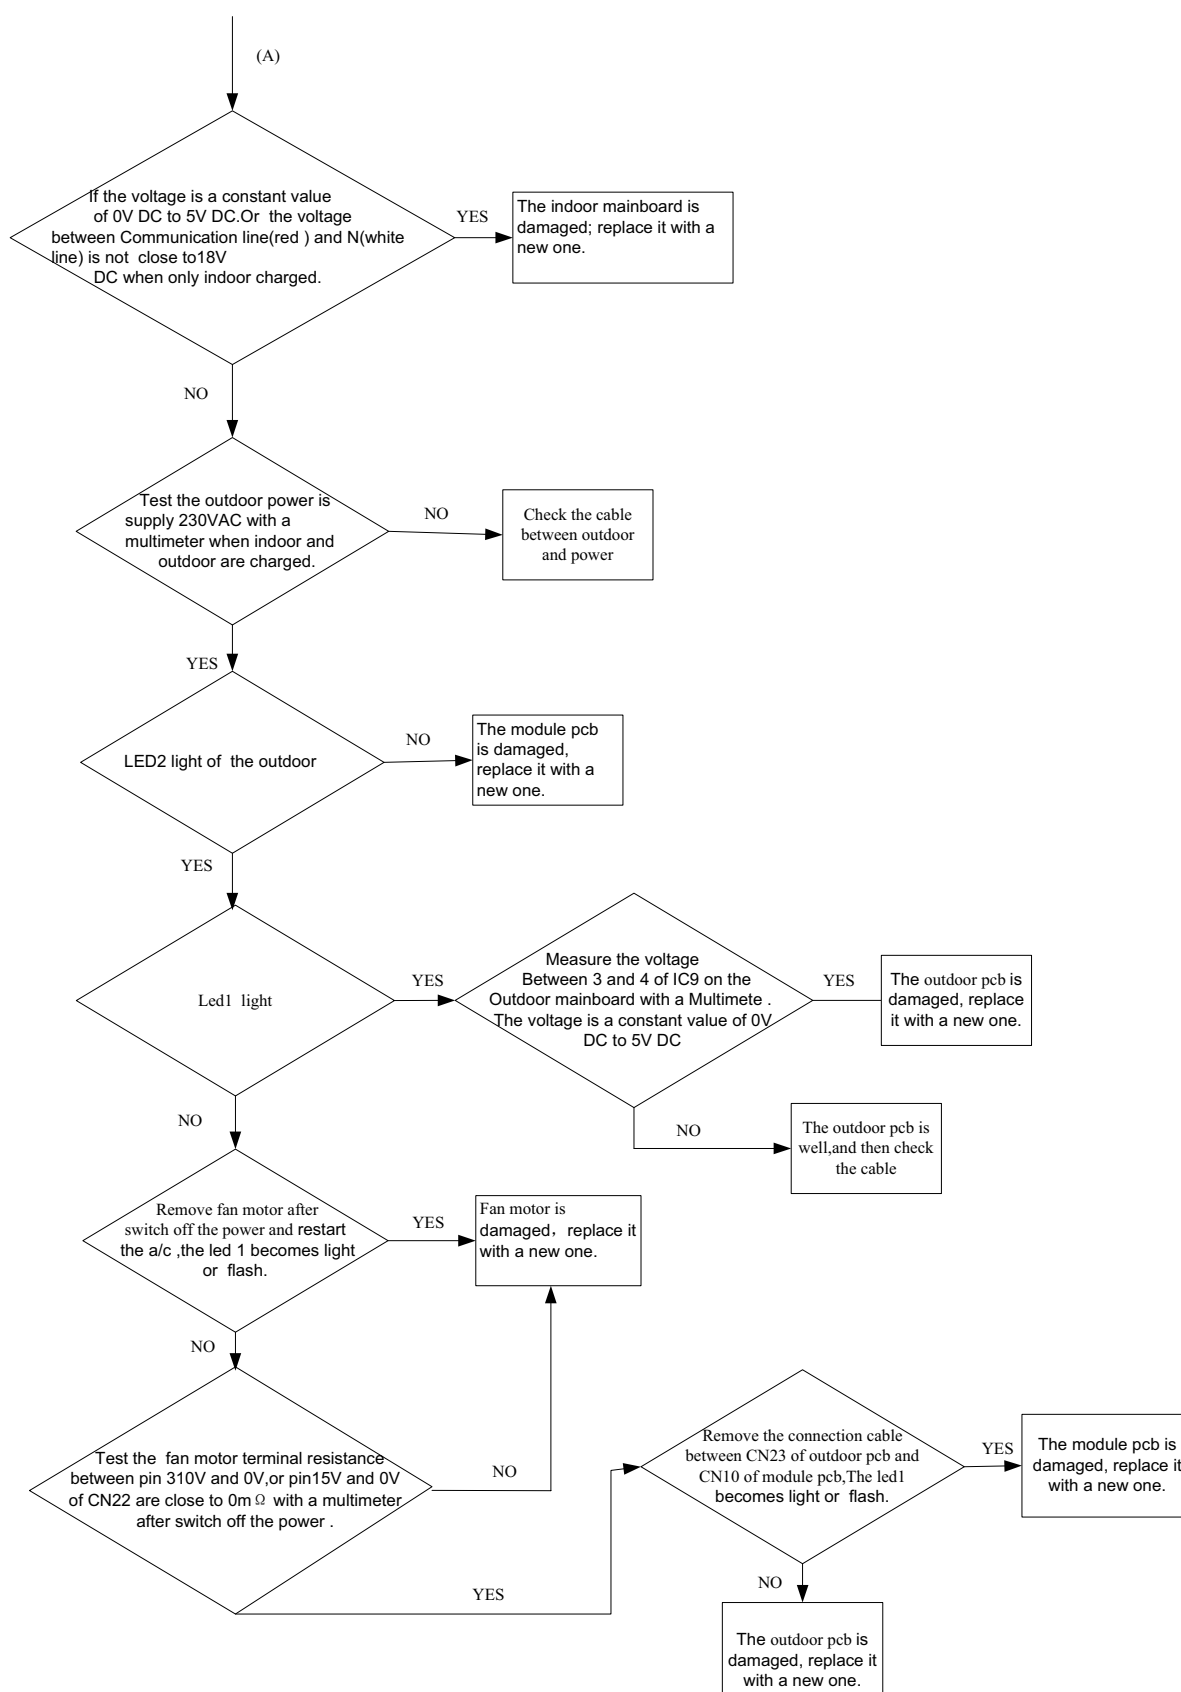 (A)
If the voltage is a constant value
of 0V DC to 5V DC.Or the voltage
between Communication line(red ) and N(white
line) is not close to18V
DC when only indoor charged.
YES
The indoor mainboard is
damaged; replace it with a
new one.
NO
Test the outdoor power is
supply 230VAC with a
multimeter when indoor and
outdoor are charged.
NO
Check the cable
between outdoor
and power
YES
LED2 light of the outdoor
NO
The module pcb
is damaged,
replace it with a
new one.
YES
Led1 light
YES
Measure the voltage
Between 3 and 4 of IC9 on the
Outdoor mainboard with a Multimete .
The voltage is a constant value of 0V
DC to 5V DC
YES
The outdoor pcb is
damaged, replace
it with a new one.
NO
The outdoor pcb is
well,and then check
the cable
NO
Remove fan motor after
switch off the power and restart
the a/c ,the led 1 becomes light
or flash.
YES
Fan motor is
damaged, replace it
with a new one.
NO
Test the fan motor terminal resistance
between pin 310V and 0V,or pin15V and 0V
of CN22 are close to 0m Ω with a multimeter
after switch off the power .
NO
YES
Remove the connection cable
between CN23 of outdoor pcb and
CN10 of module pcb,The led1
becomes light or flash.
YES
The module pcb is
damaged, replace it
with a new one.
NO
The outdoor pcb is
damaged, replace it
with a new one.